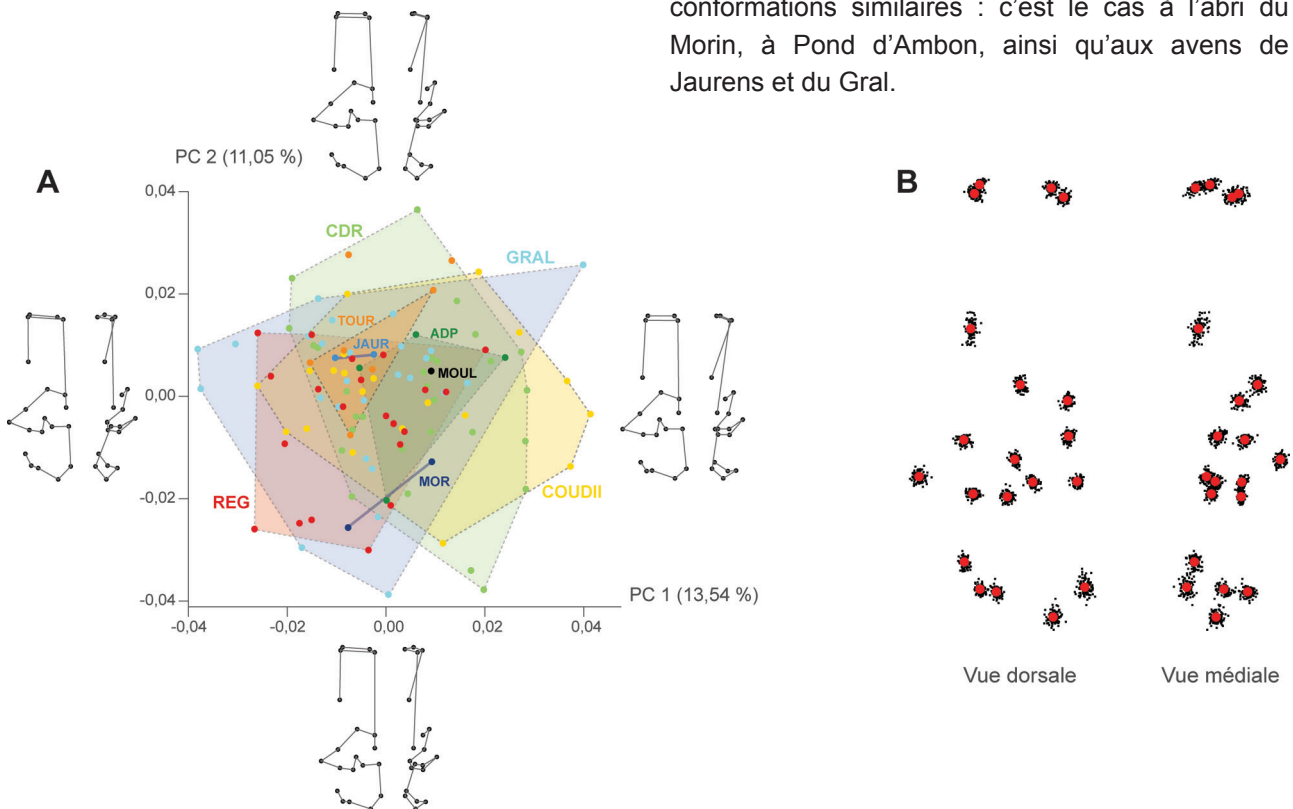 conformations similaires : c’est le cas à l’abri du
Morin, à Pond d’Ambon, ainsi qu’aux avens de
Jaurens et du Gral.
PC 2 (11,05 %)
A
B
0,04
0,02
0,00
-0,02
-0,04
CDR
GRAL
TOUR
ADP
JAUR
MOUL
MOR
REG
COUDII
PC 1 (13,54 %)
-0,04
-0,02
0,00
0,02
0,04
Vue dorsale
Vue médiale